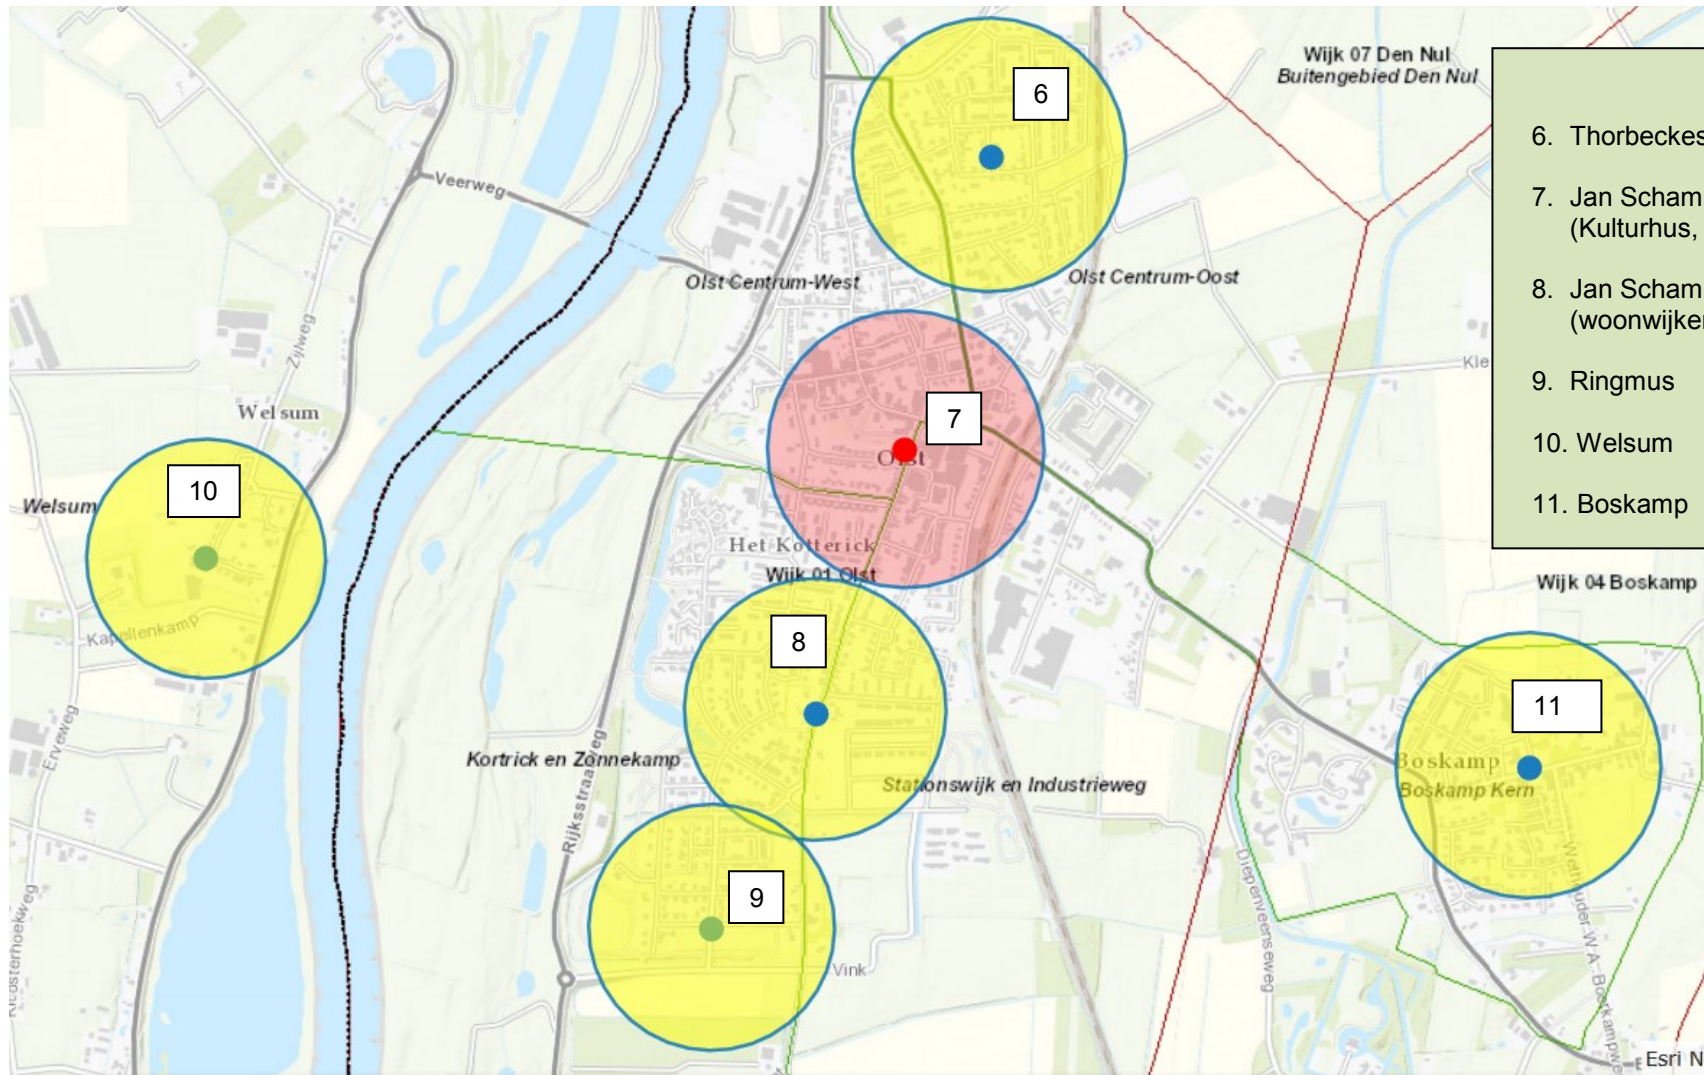 Wijk 07 Den Nul
Buitengebied Den Nul
6
6. Thorbeckes
7. Jan Scham
(Kulturhus,
8. Jan Scham
(woonwijken
9. Ringmus
10. Welsum
11. Boskamp
Veerweg
Olst Centrum-West
Olst Centrum-Oost
Zijlweg
Kle
Welsum
7
Olst
10
Welsum
Het Kotterick
Wijk 01 Olst
Wijk 04 Boskamp
Kapellenkamp
8
11
Erveweg
Rijksstraatweg
Kortrick en Zonnekamp
Stationswijk en Industrieweg
Boskamp
Boskamp Kern
9
Diepenveenseweg
Wethouder W.A. Boerkampwe
Kloosterhoekweg
Vink
Esri N